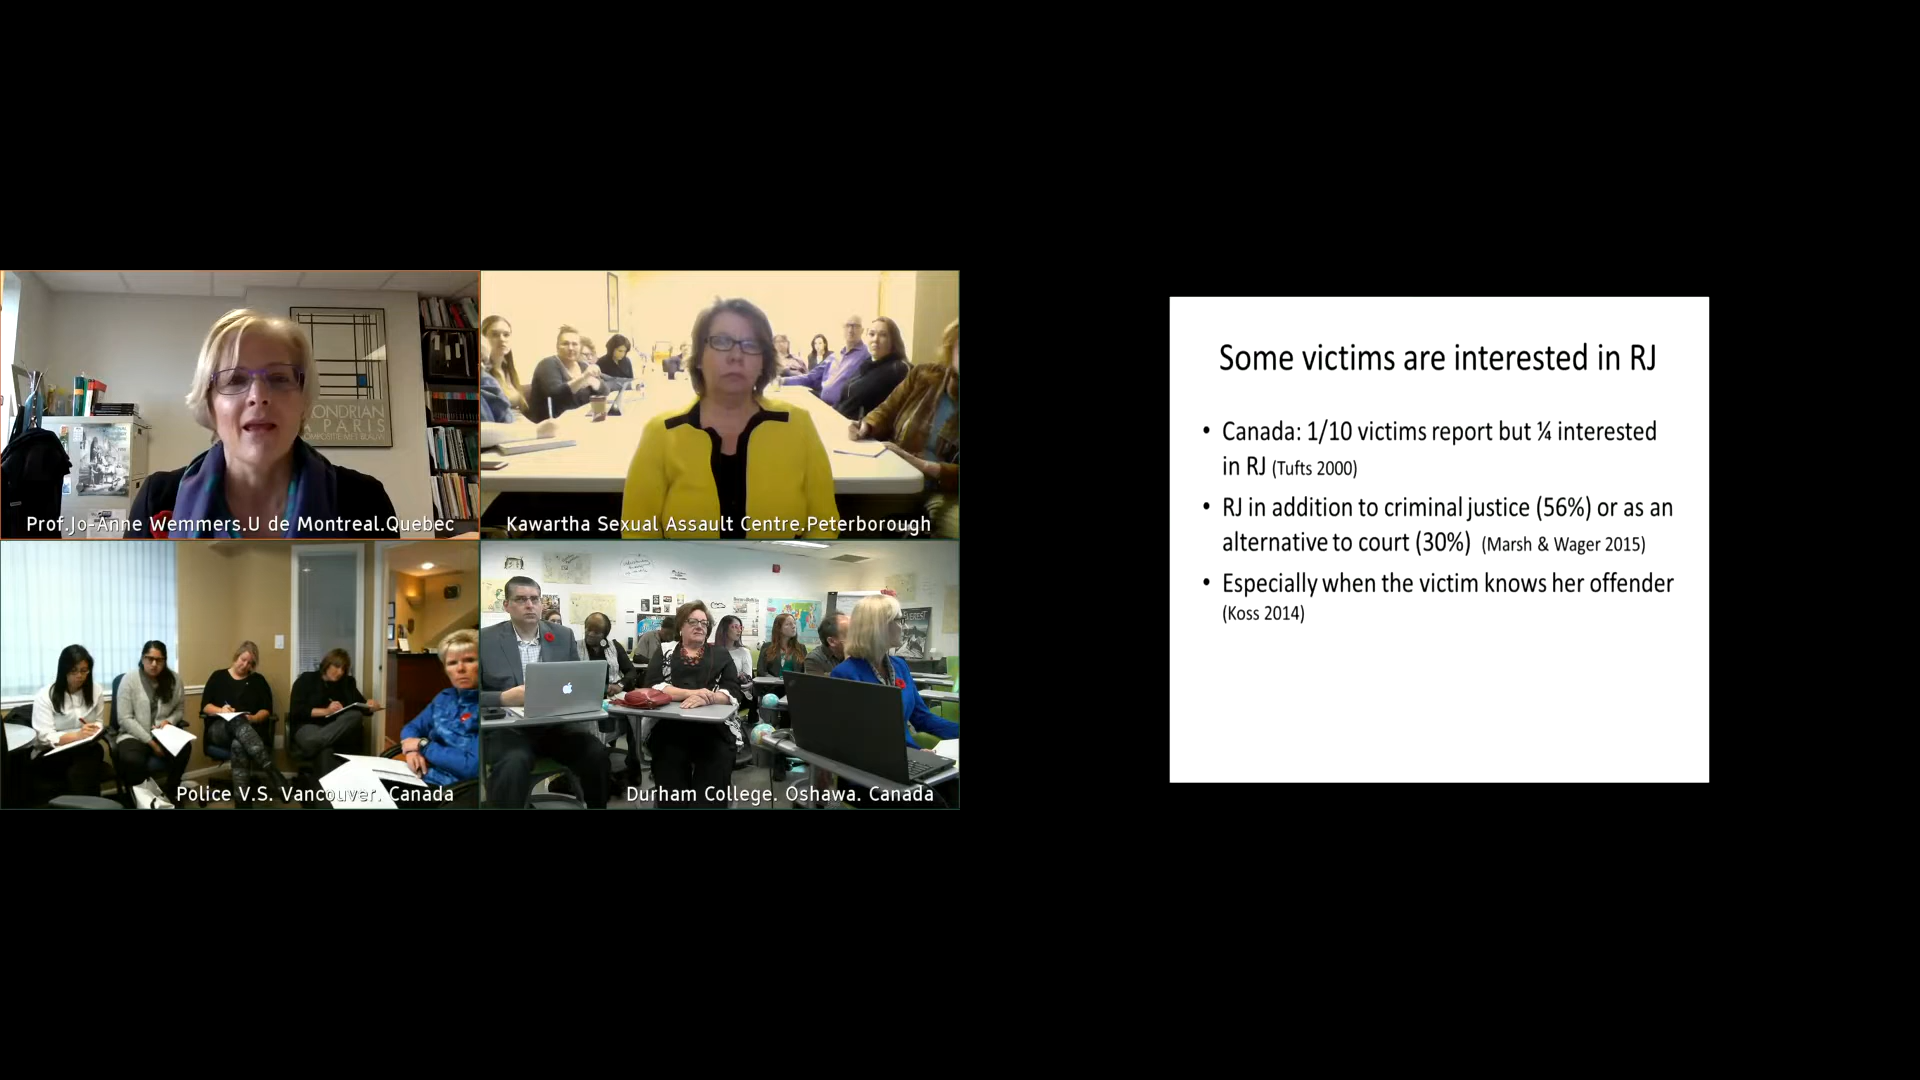 ONDRIAN
A PARIS
Prof.Jo-Anne Wemmers.U de Montreal.Quebec
Kawartha Sexual Assault Centre.Peterborough
Police V.S. Vancouver. Canada
Durham College. Oshawa. Canada
Some victims are interested in RJ
• Canada: 1/10 victims report but ¼ interested
in RJ (Tufts 2000)
• RJ in addition to criminal justice (56%) or as an
alternative to court (30%) (Marsh & Wager 2015)
• Especially when the victim knows her offender
(Koss 2014)